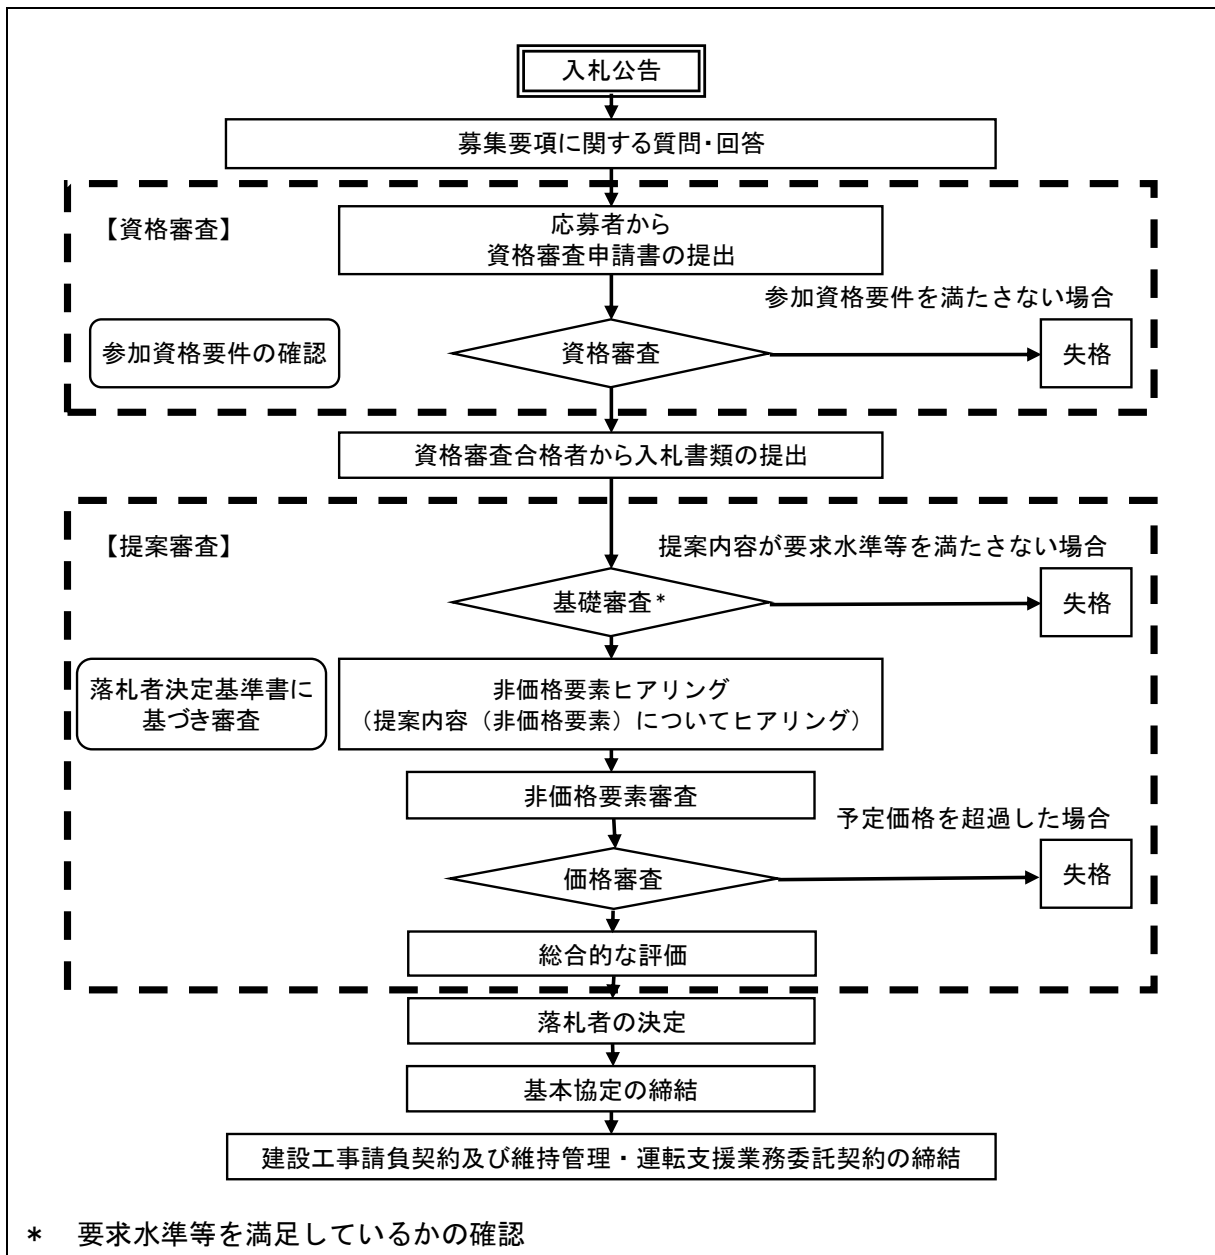 入札公告
募集要項に関する質問・回答
【資格審査】
応募者から
資格審査申請書の提出
参加資格要件を満たさない場合
参加資格要件の確認
資格審査
失格
資格審査合格者から入札書類の提出
【提案審査】
提案内容が要求水準等を満たさない場合
基礎審査*
失格
落札者決定基準書に
基づき審査
非価格要素ヒアリング
（提案内容（非価格要素）についてヒアリング）
非価格要素審査
予定価格を超過した場合
価格審査
失格
総合的な評価
落札者の決定
基本協定の締結
建設工事請負契約及び維持管理・運転支援業務委託契約の締結
* 要求水準等を満足しているかの確認